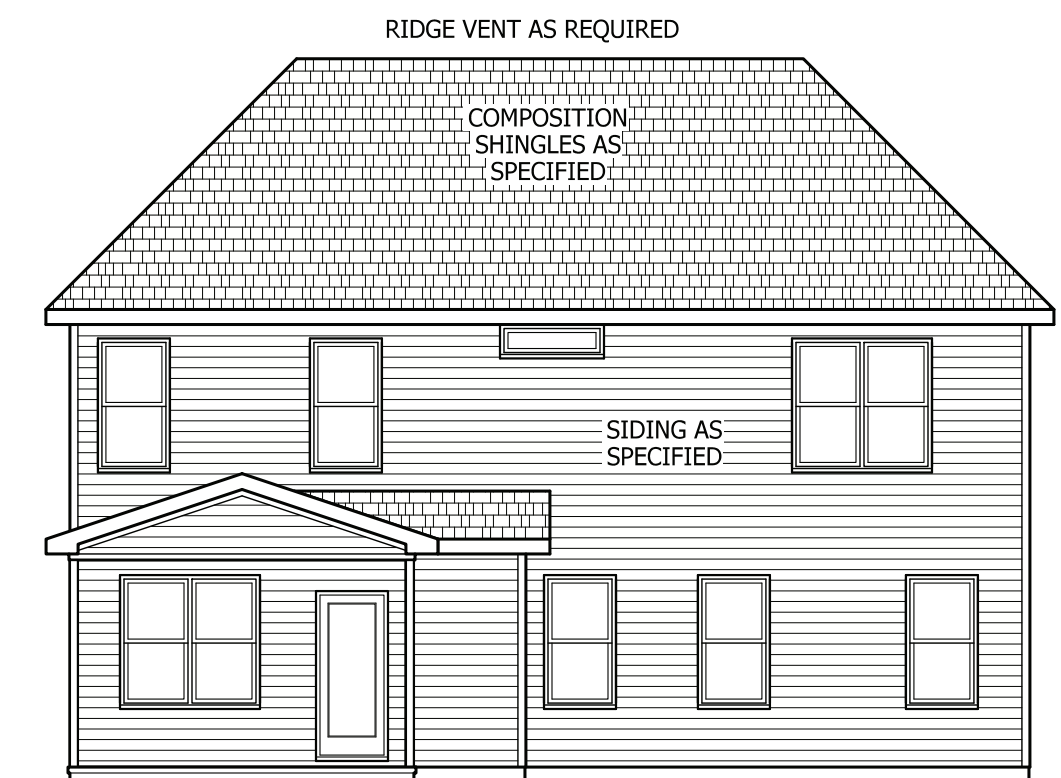 RIDGE VENT AS REQUIRED
COMPOSITION
SHINGLES AS
SPECIFIED
SIDING AS
SPECIFIED